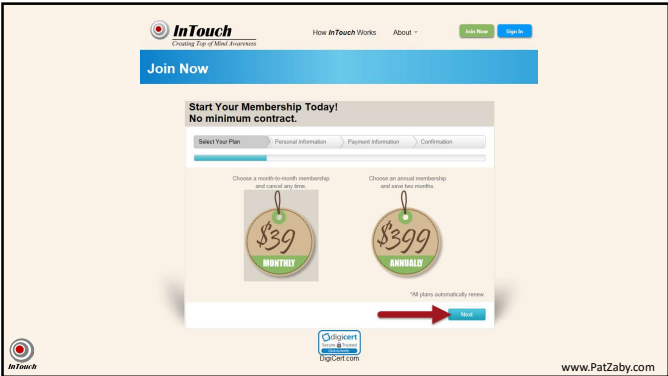 InTouch
Creating Top of Mind Awareness
How InTouch Works About
Join Now Sign In
Join Now
Start Your Membership Today!
No minimum contract.
Select Your Plan Personal Information Payment Information Confirmation
Choose a month-to-month membership
and cancel any time.
Choose an annual membership
and save two months.
$39
MONTHLY
$399
ANNUALLY
*All plans automatically renew.
Next
digicert
Secure Trusted
DigiCert.com
InTouch
www.PatZaby.com